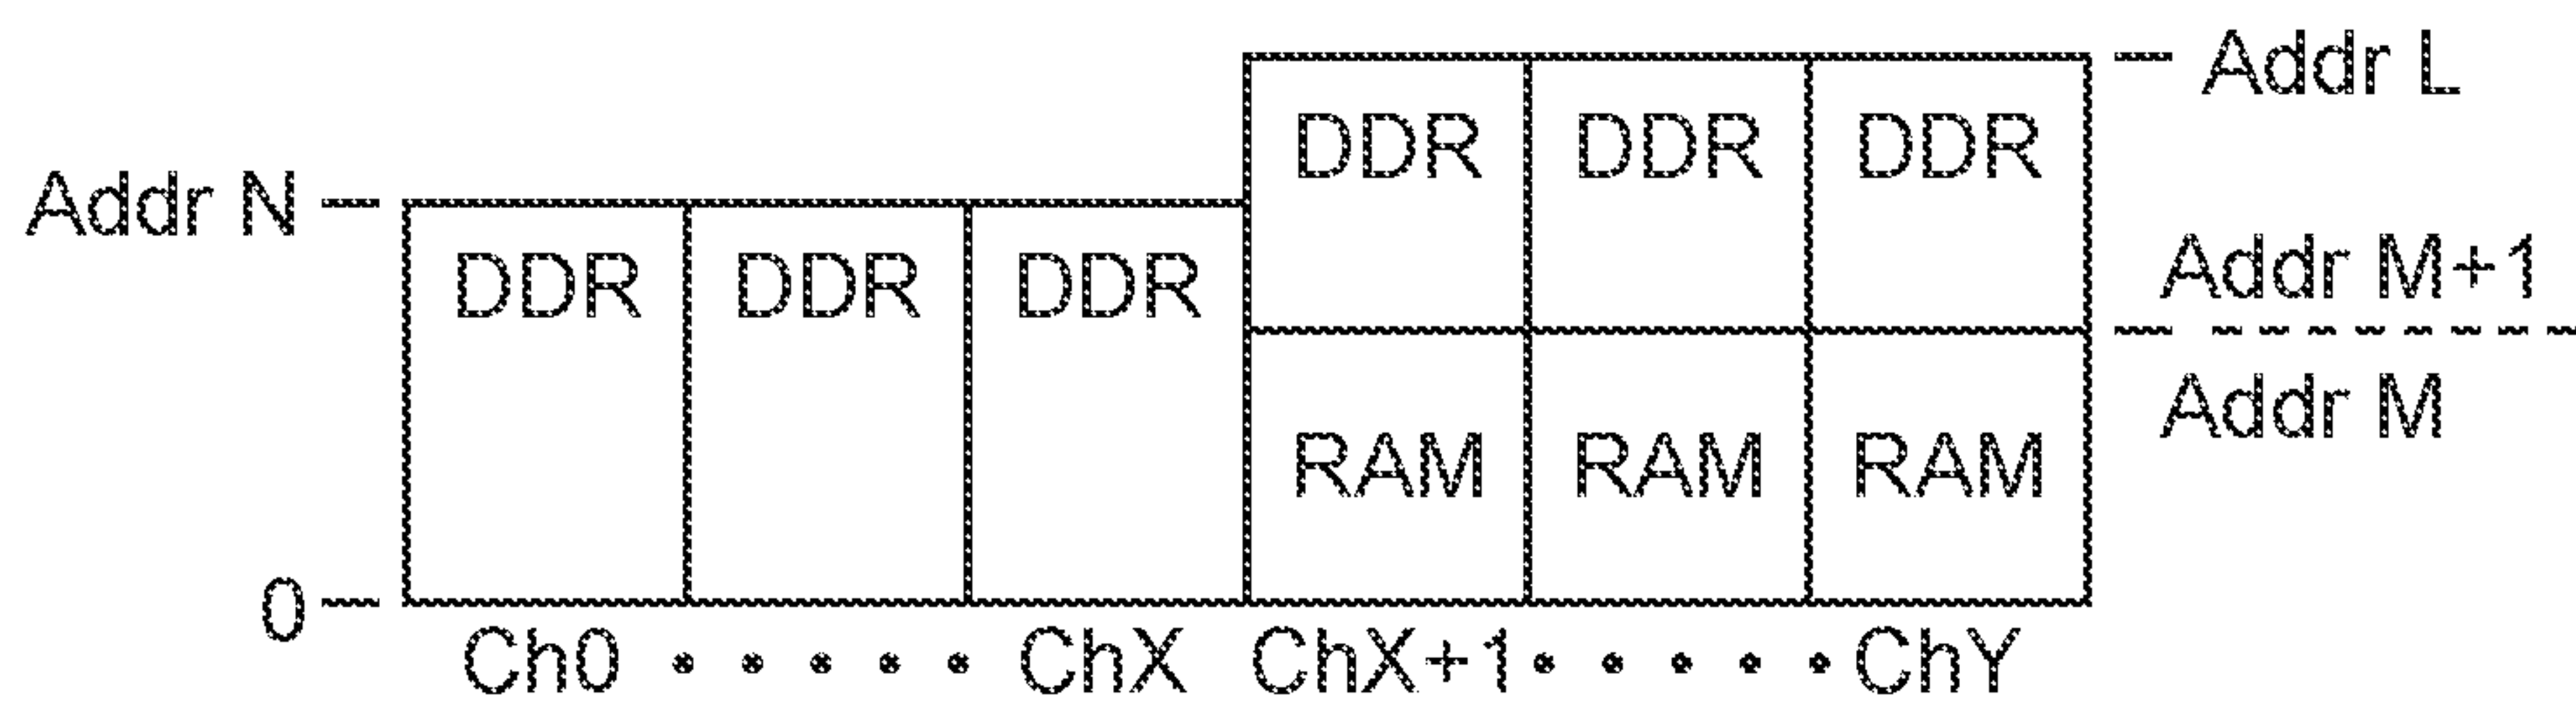 Addr L
DDR DDR DDR
Addr N
DDR DDR DDR
Addr M+1
Addr M
RAM RAM RAM
0
Ch0 ..... ChX ChX+1 ..... ChY